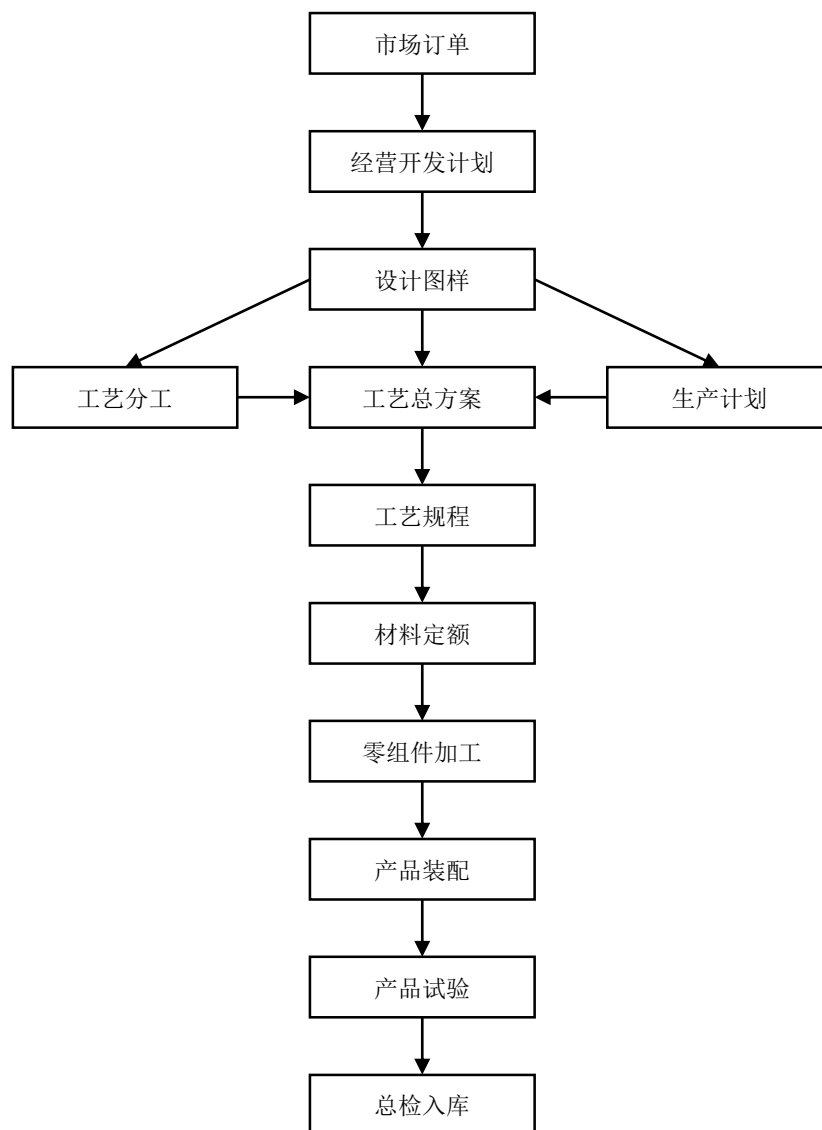 市场订单
经营开发计划
设计图样
工艺分工
工艺总方案
生产计划
工艺规程
材料定额
零组件加工
产品装配
产品试验
总检入库